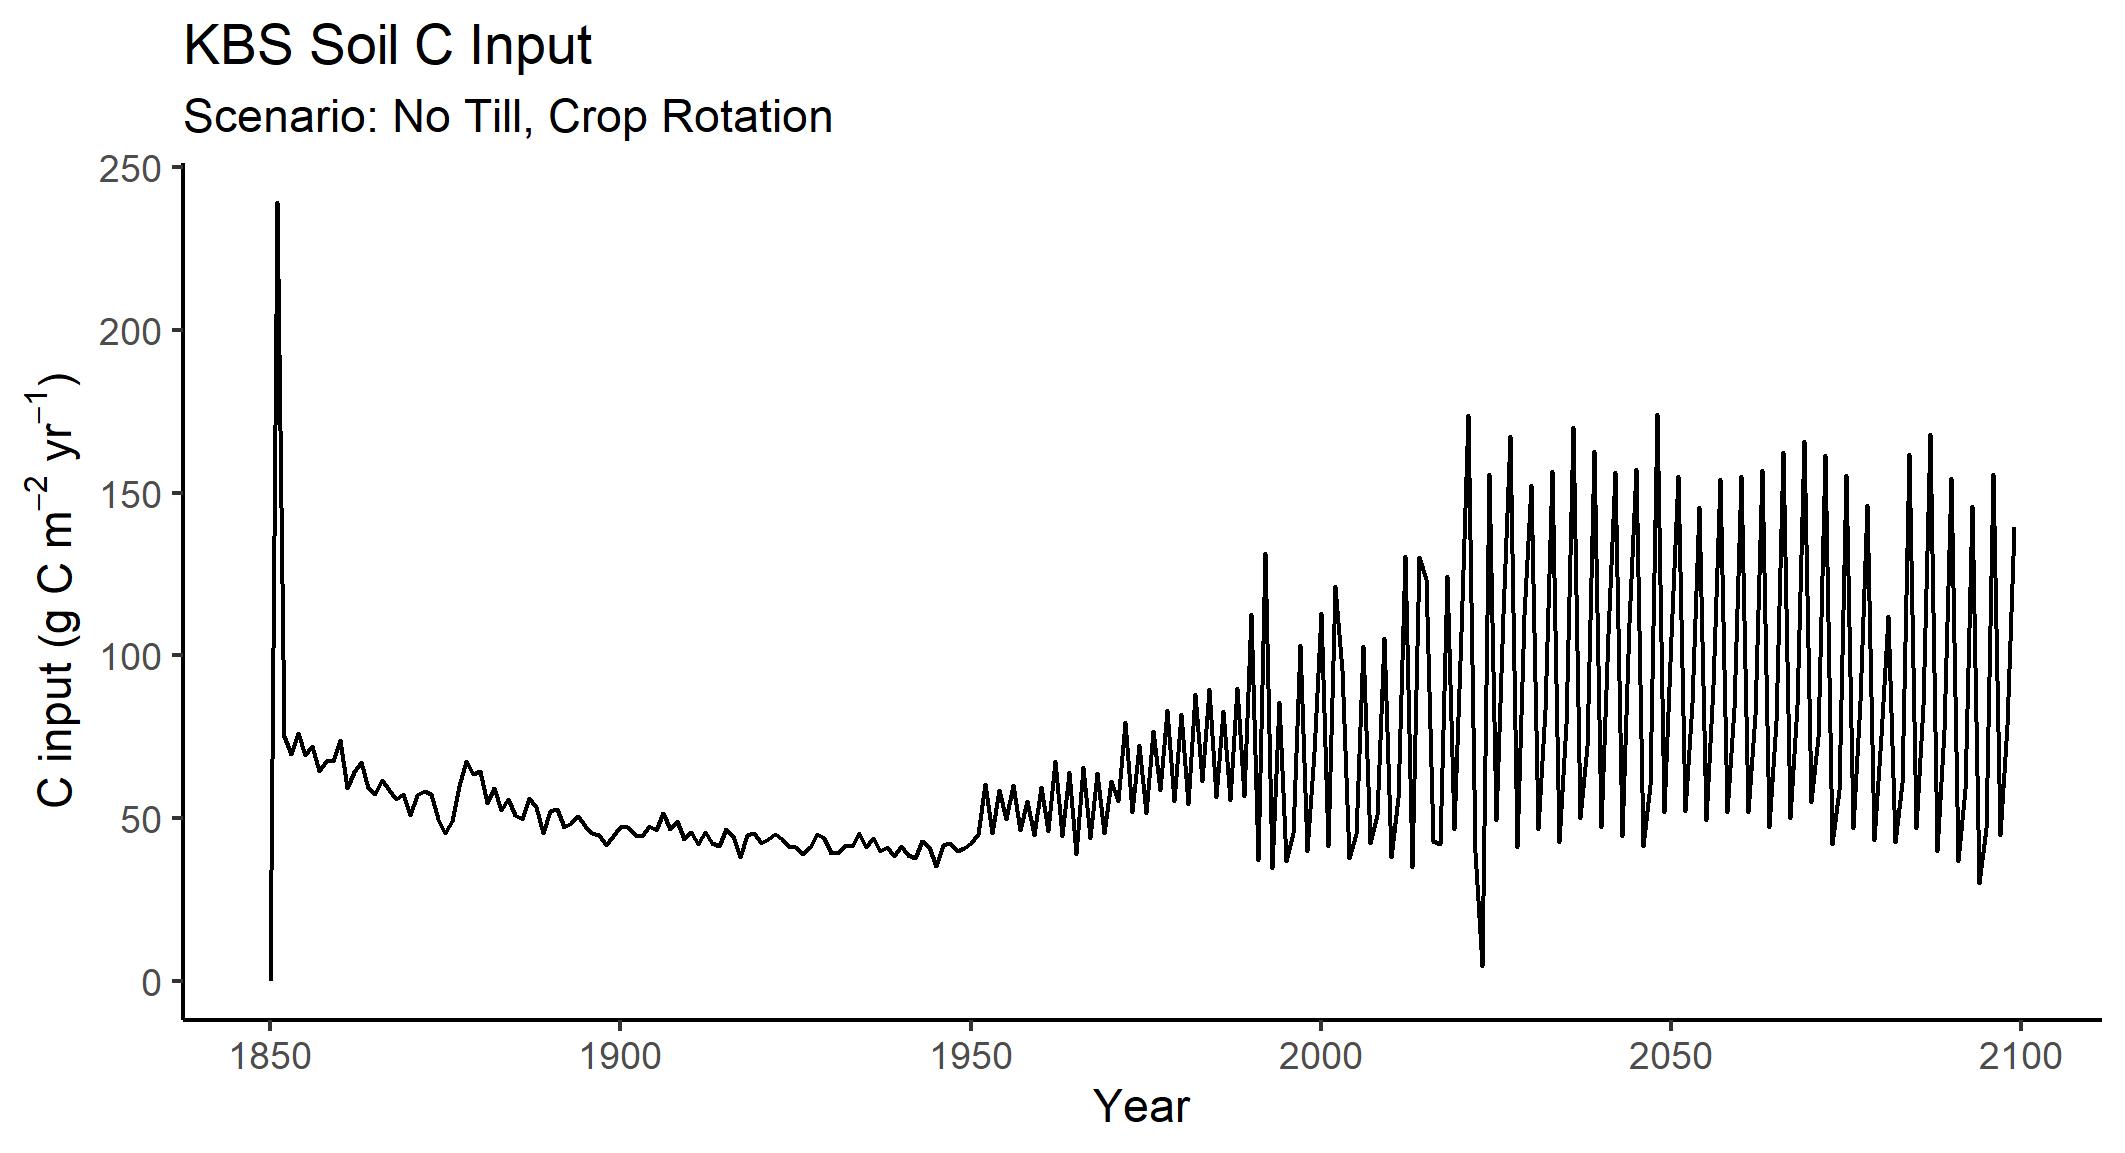 KBS Soil C Input
Scenario: No Till, Crop Rotation
250
200
150
100
50
0
C input (g C m⁻² yr⁻¹)
1850 1900 1950 2000 2050 2100
Year